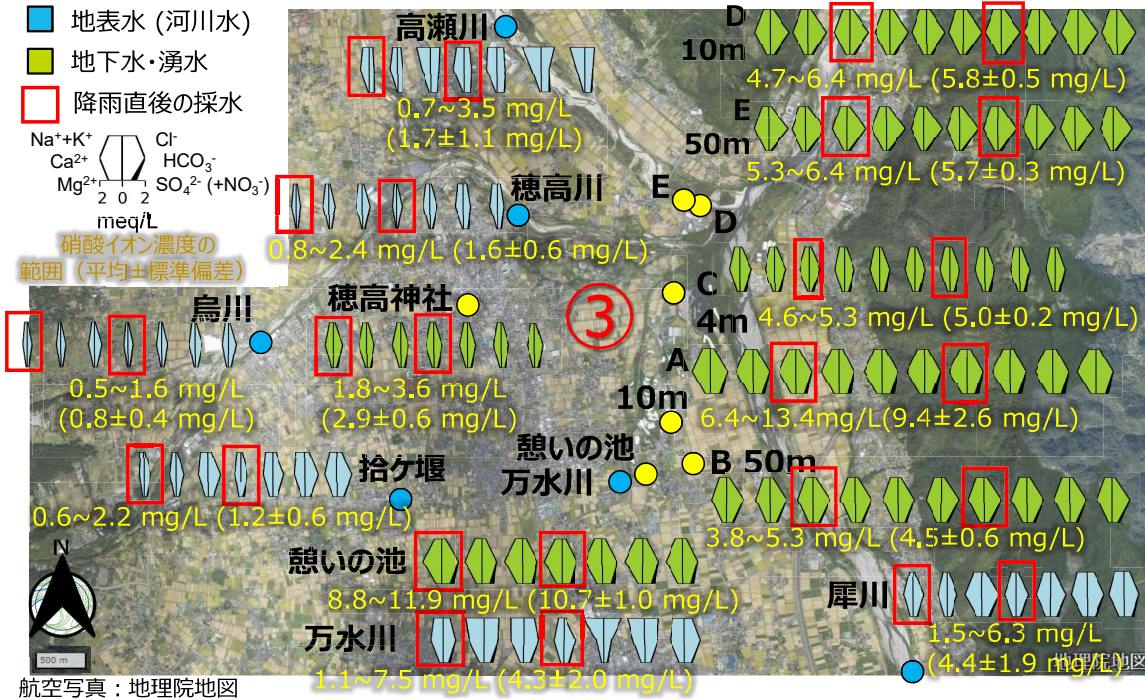 地表水 (河川水)
地下水・湧水
降雨直後の採水
Na⁺+K⁺ Cl⁻
Ca²⁺ HCO₃⁻
Mg²⁺ SO₄²⁻ (+NO₃⁻)
2 0 2
meq/L
硝酸イオン濃度の
範囲（平均±標準偏差）
高瀬川
0.7~3.5 mg/L
(1.7±1.1 mg/L)
D
10m
4.7~6.4 mg/L (5.8±0.5 mg/L)
E
50m
5.3~6.4 mg/L (5.7±0.3 mg/L)
穂高川
0.8~2.4 mg/L (1.6±0.6 mg/L)
E
D
C
4m
4.6~5.3 mg/L (5.0±0.2 mg/L)
烏川
0.5~1.6 mg/L
(0.8±0.4 mg/L)
穂高神社
1.8~3.6 mg/L
(2.9±0.6 mg/L)
③
A
10m
6.4~13.4mg/L(9.4±2.6 mg/L)
拾ケ堰
0.6~2.2 mg/L (1.2±0.6 mg/L)
憩いの池
万水川
B 50m
3.8~5.3 mg/L (4.5±0.6 mg/L)
憩いの池
8.8~11.9 mg/L (10.7±1.0 mg/L)
万水川
1.1~7.5 mg/L (4.3±2.0 mg/L)
犀川
1.5~6.3 mg/L
(4.4±1.9 mg/L)
地理院地図
N
500 m
航空写真：地理院地図